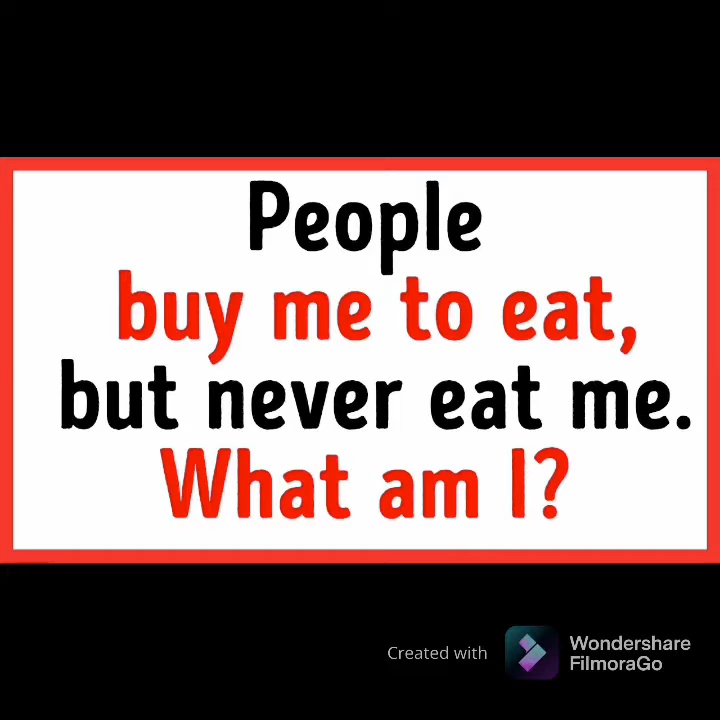 People
buy me to eat,
but never eat me.
What am I?
Created with
Wondershare
FilmoraGo